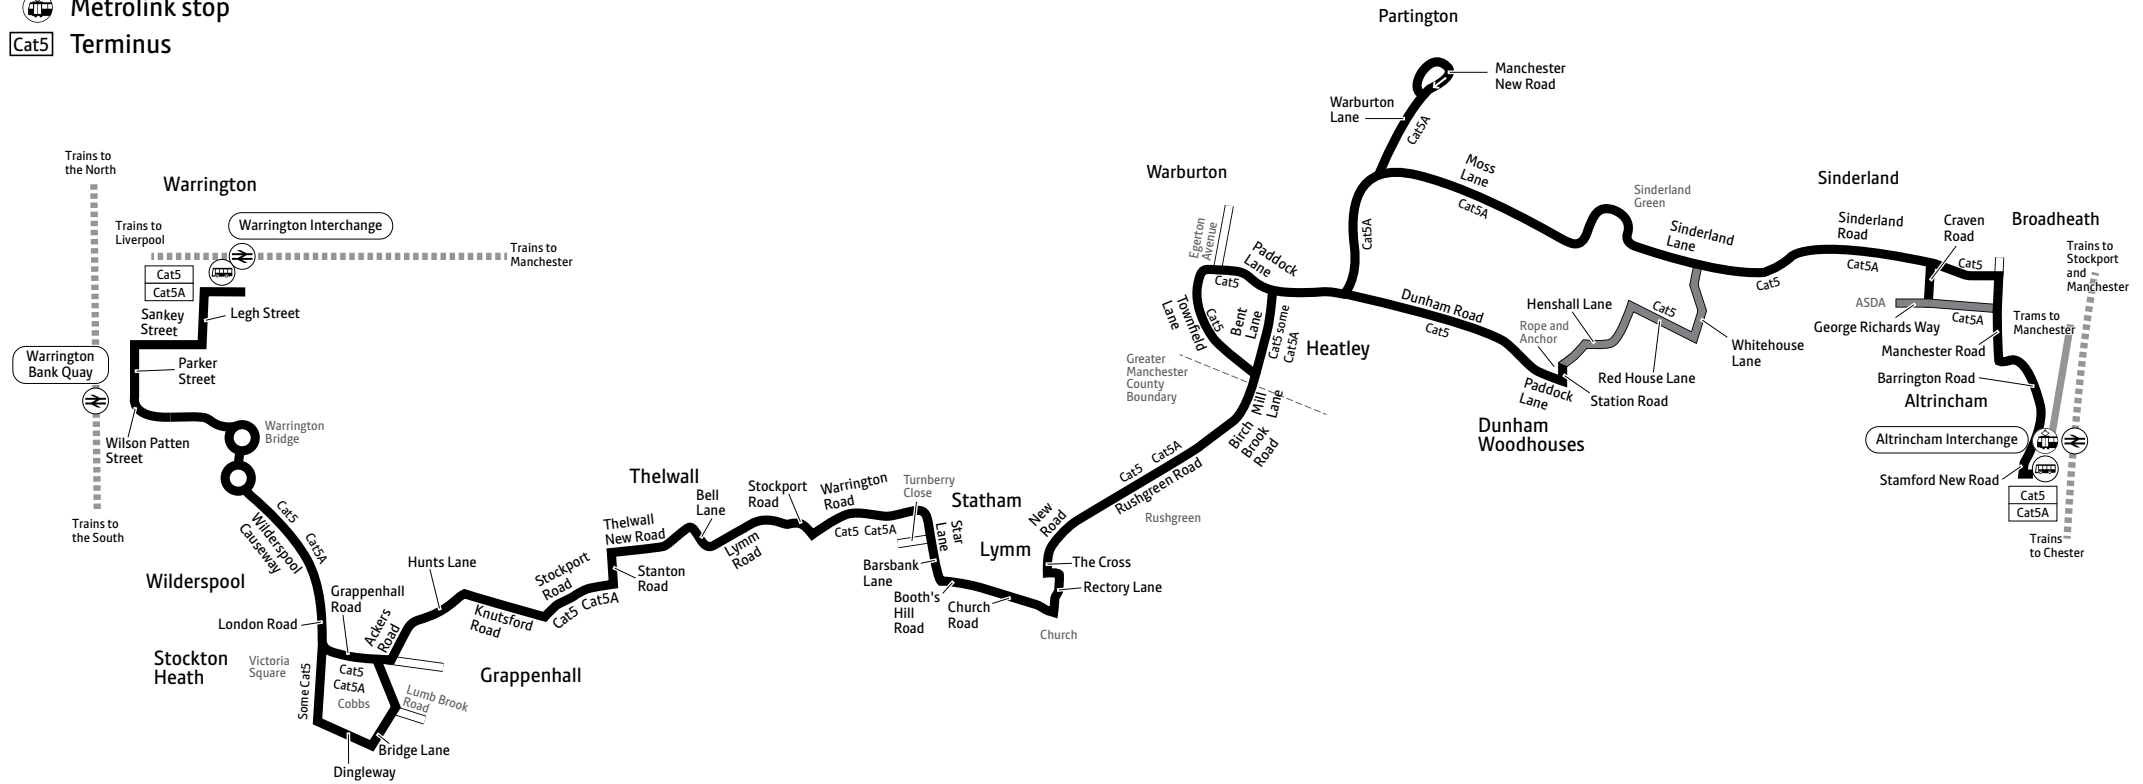 Metrolink stop
Cat5
Terminus
Partington
Manchester
New Road
Warburton
Lane
Cat5A
Trains to
the North
Warrington
Trains to
Liverpool
Warrington Interchange
Trains to
Manchester
Cat5
Cat5A
Sankey
Street
Legh Street
Warrington
Bank Quay
Parker
Street
Wilson Patten
Street
Warrington
Bridge
Trains to
the South
Cat5
Cat5A
Wilderspool
Causeway
Wilderspool
London Road
Grappenhall
Road
Ackers
Road
Hunts Lane
Stockton
Heath
Victoria
Square
Some Cat5
Cat5
Cat5A
Cobbs
Lumb Brook
Road
Bridge Lane
Dingleway
Knutsford
Road
Grappenhall
Stockport
Road
Cat5 Cat5A
Stanton
Road
Thelwall
New Road
Thelwall
Bell
Lane
Lymm
Road
Stockport
Road
Warrington
Road
Cat5 Cat5A
Turnberry
Close
Statham
Star
Lane
Barsbank
Lane
Booth's
Hill
Road
Church
Road
Lymm
Church
Rectory Lane
The Cross
New
Road
Rushgreen Road
Cat5 Cat5A
Rushgreen
Birch
Brook
Road
Mill
Lane
Greater
Manchester
County
Boundary
Warburton
Egerton
Avenue
Cat5
Paddock
Lane
Townfield
Lane
Cat5
Bent
Lane
Cat5 some
Cat5A
Heatley
Cat5A
Moss
Lane
Cat5A
Dunham Road
Cat5
Dunham
Woodhouses
Paddock
Lane
Station Road
Rope and
Anchor
Henshall Lane
Red House Lane
Cat5
Whitehouse
Lane
Sinderland
Green
Sinderland
Lane
Cat5
Sinderland
Sinderland
Road
Cat5A
Craven
Road
Cat5
Broadheath
ASDA
George Richards Way
Cat5A
Manchester Road
Barrington Road
Altrincham
Altrincham Interchange
Stamford New Road
Cat5
Cat5A
Trains to
Stockport
and
Manchester
Trams to
Manchester
Trains
to Chester